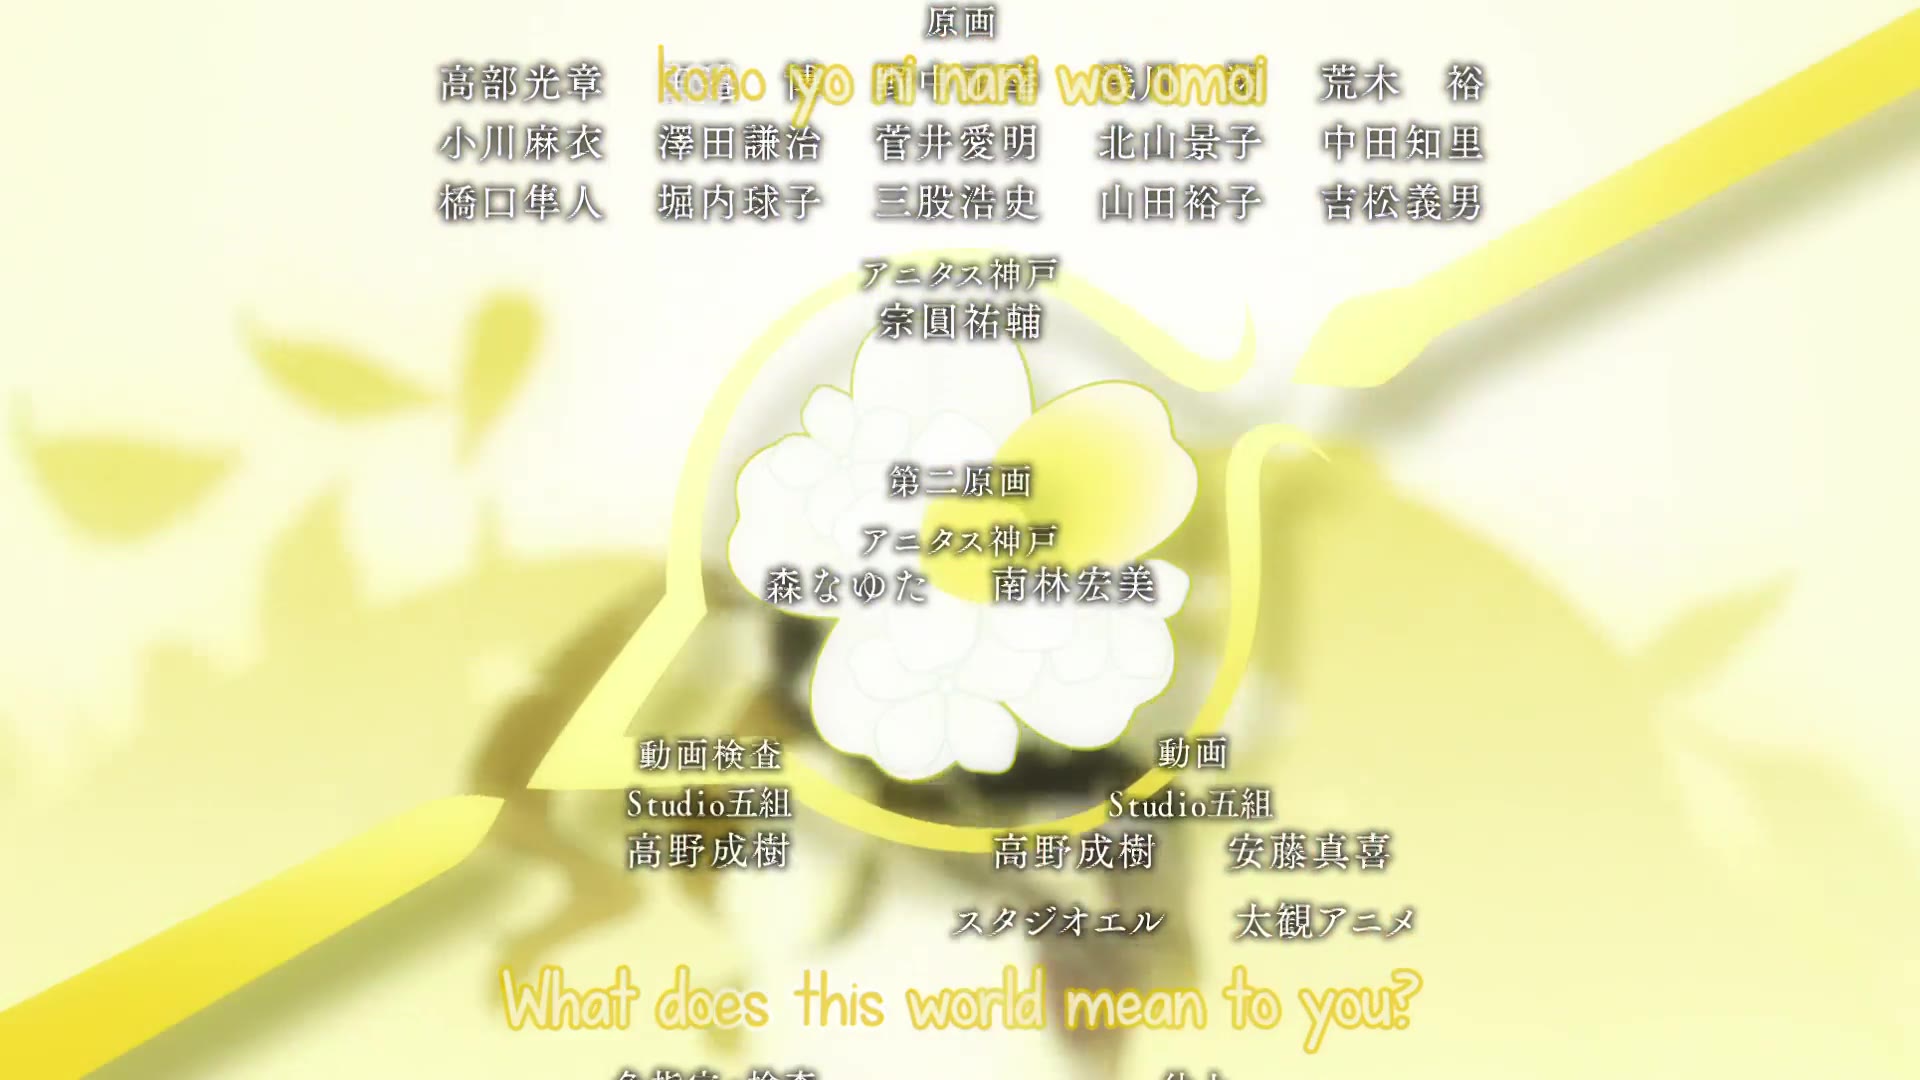 原画
kono yo ni nani wo omoi
高部光章 荒木 裕
小川麻衣 澤田謙治 菅井愛明 北山景子 中田知里
橋口隼人 堀内球子 三股浩史 山田裕子 吉松義男
アニタス神戸
宗圓祐輔
第二原画
アニタス神戸
森なゆた 南林宏美
動画検査 動画
Studio五組 Studio五組
高野成樹 高野成樹 安藤真喜
スタジオエル 太観アニメ
What does this world mean to you?